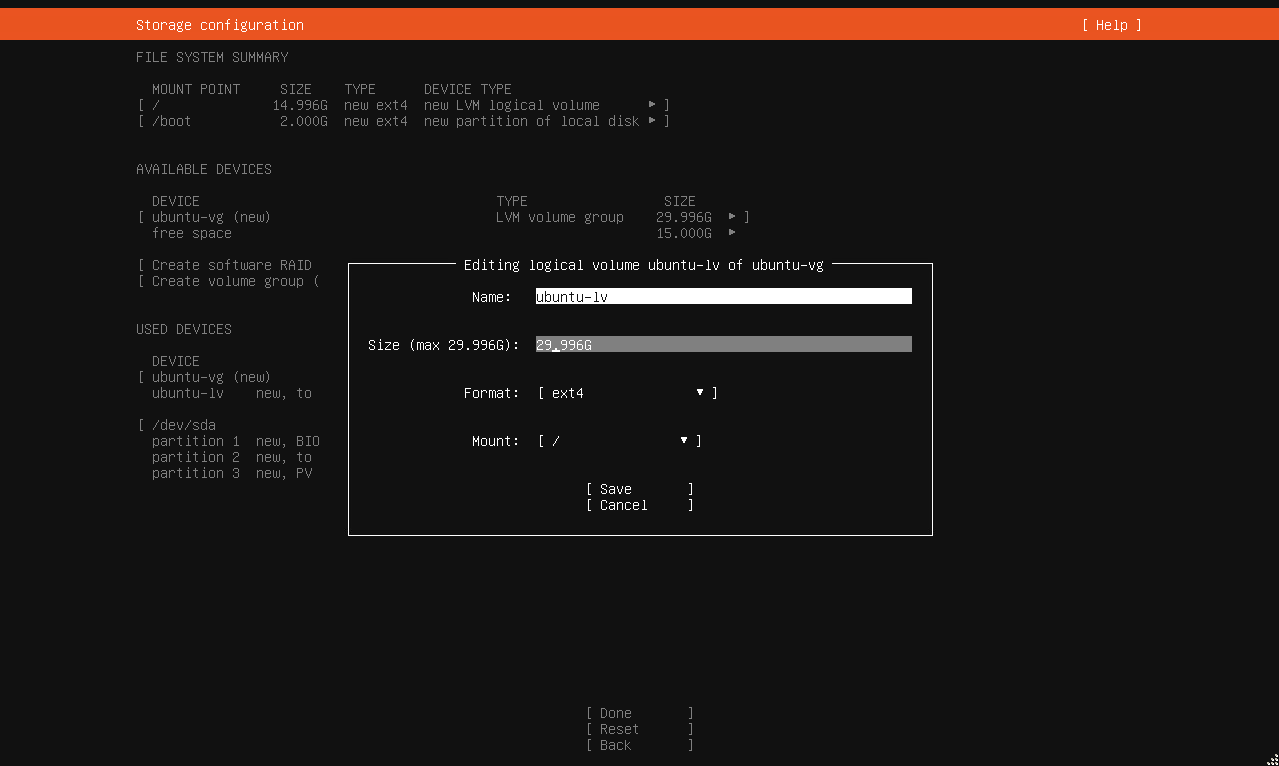 Storage configuration [ Help ]
FILE SYSTEM SUMMARY
MOUNT POINT SIZE TYPE DEVICE TYPE
[ / 14.996G new ext4 new LVM logical volume ▸ ]
[ /boot 2.000G new ext4 new partition of local disk ▸ ]
AVAILABLE DEVICES
DEVICE TYPE SIZE
[ ubuntu-vg (new) LVM volume group 29.996G ▸ ]
free space 15.000G ▸
[ Create software RAID
[ Create volume group (
Editing logical volume ubuntu-lv of ubuntu-vg
Name: ubuntu-lv
Size (max 29.996G): 29.996G
Format: [ ext4 ▾ ]
Mount: [ / ▾ ]
[ Save ]
[ Cancel ]
USED DEVICES
DEVICE
[ ubuntu-vg (new)
ubuntu-lv new, to
[ /dev/sda
partition 1 new, BIO
partition 2 new, to
partition 3 new, PV
[ Done ]
[ Reset ]
[ Back ]